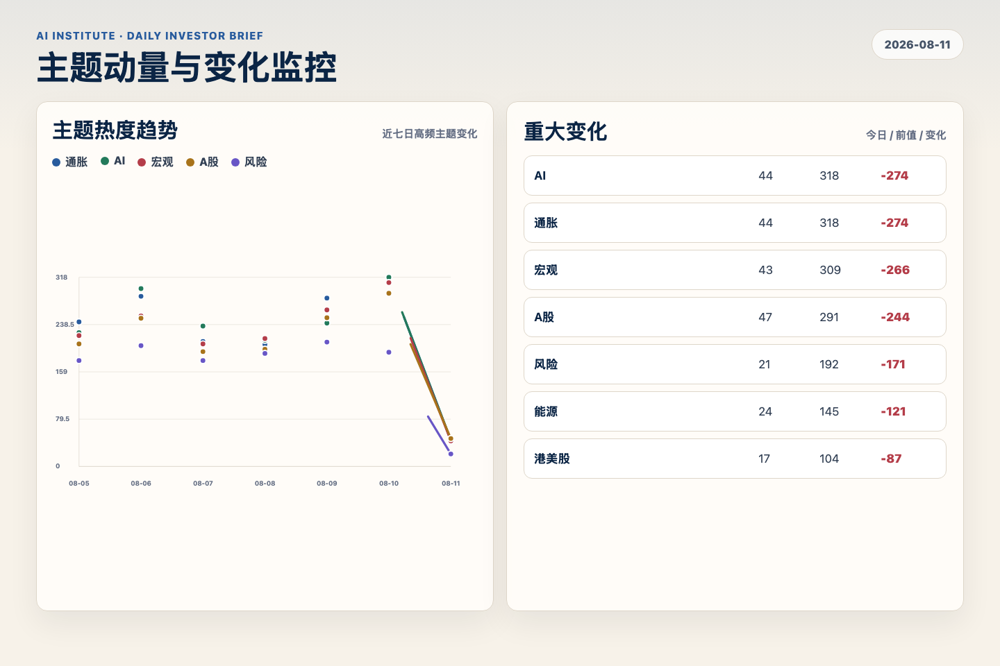 AI INSTITUTE · DAILY INVESTOR BRIEF
主题动量与变化监控
2026-08-11
主题热度趋势
近七日高频主题变化
通胀 AI 宏观 A股 风险
318
238.5
159
79.5
0
08-05 08-06 08-07 08-08 08-09 08-10 08-11
重大变化
今日 / 前值 / 变化
AI 44 318 -274
通胀 44 318 -274
宏观 43 309 -266
A股 47 291 -244
风险 21 192 -171
能源 24 145 -121
港美股 17 104 -87